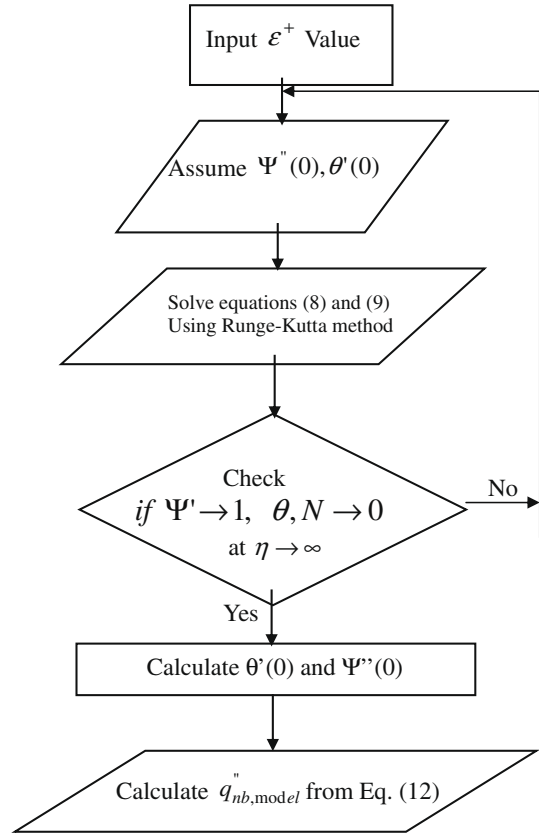 Input ε⁺ Value
Assume Ψ"(0),θ'(0)
Solve equations (8) and (9)
Using Runge-Kutta method
Check
if Ψ'→1, θ,N→0
at η→∞
No
Yes
Calculate θ’(0) and Ψ’’(0)
Calculate q"nb,model from Eq. (12)